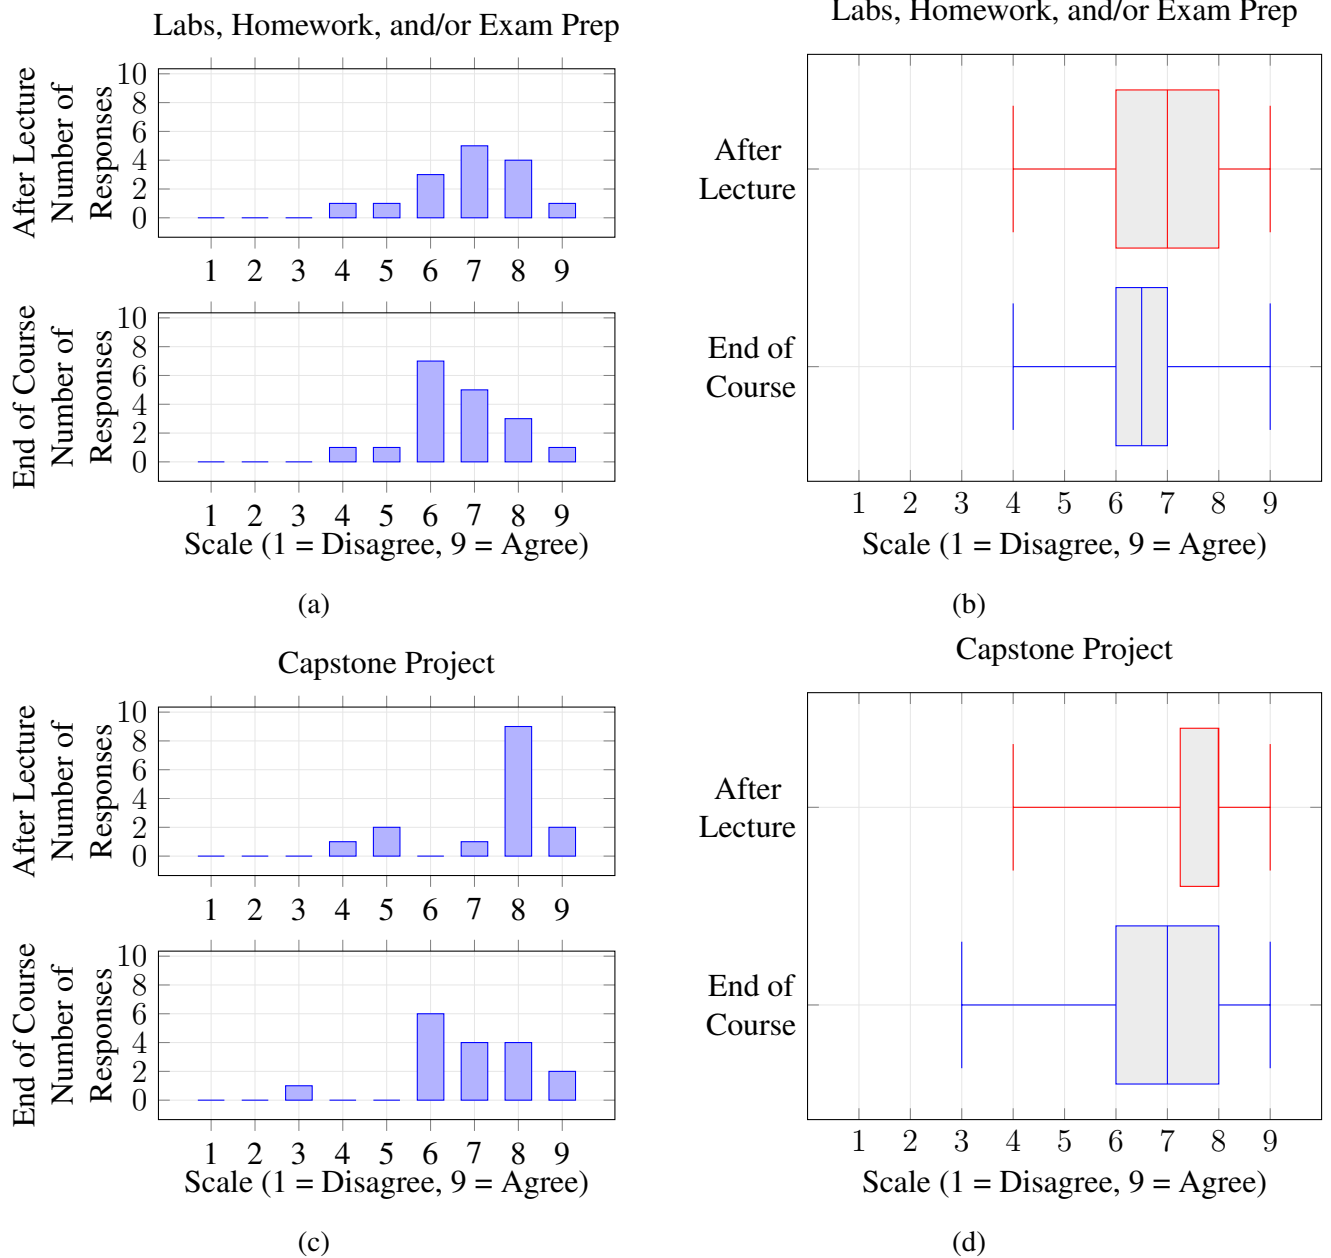 Labs, Homework, and/or Exam Prep
After Lecture
Number of
Responses
10
8
6
4
2
0
1 2 3 4 5 6 7 8 9
End of Course
Number of
Responses
10
8
6
4
2
0
1 2 3 4 5 6 7 8 9
Scale (1 = Disagree, 9 = Agree)
(a)
Labs, Homework, and/or Exam Prep
After
Lecture
End of
Course
1 2 3 4 5 6 7 8 9
Scale (1 = Disagree, 9 = Agree)
(b)
Capstone Project
After Lecture
Number of
Responses
10
8
6
4
2
0
1 2 3 4 5 6 7 8 9
End of Course
Number of
Responses
10
8
6
4
2
0
1 2 3 4 5 6 7 8 9
Scale (1 = Disagree, 9 = Agree)
(c)
Capstone Project
After
Lecture
End of
Course
1 2 3 4 5 6 7 8 9
Scale (1 = Disagree, 9 = Agree)
(d)